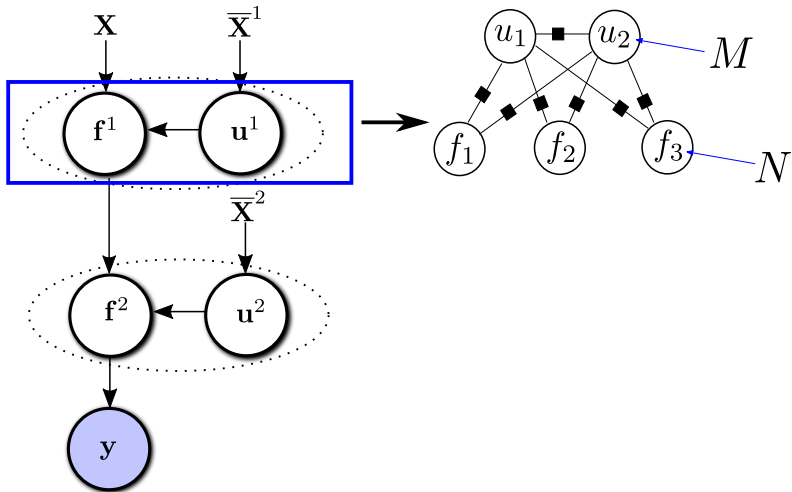 X X̅¹
f¹ u¹
X̅²
f² u²
y
u₁ u₂
M
f₁ f₂ f₃
N